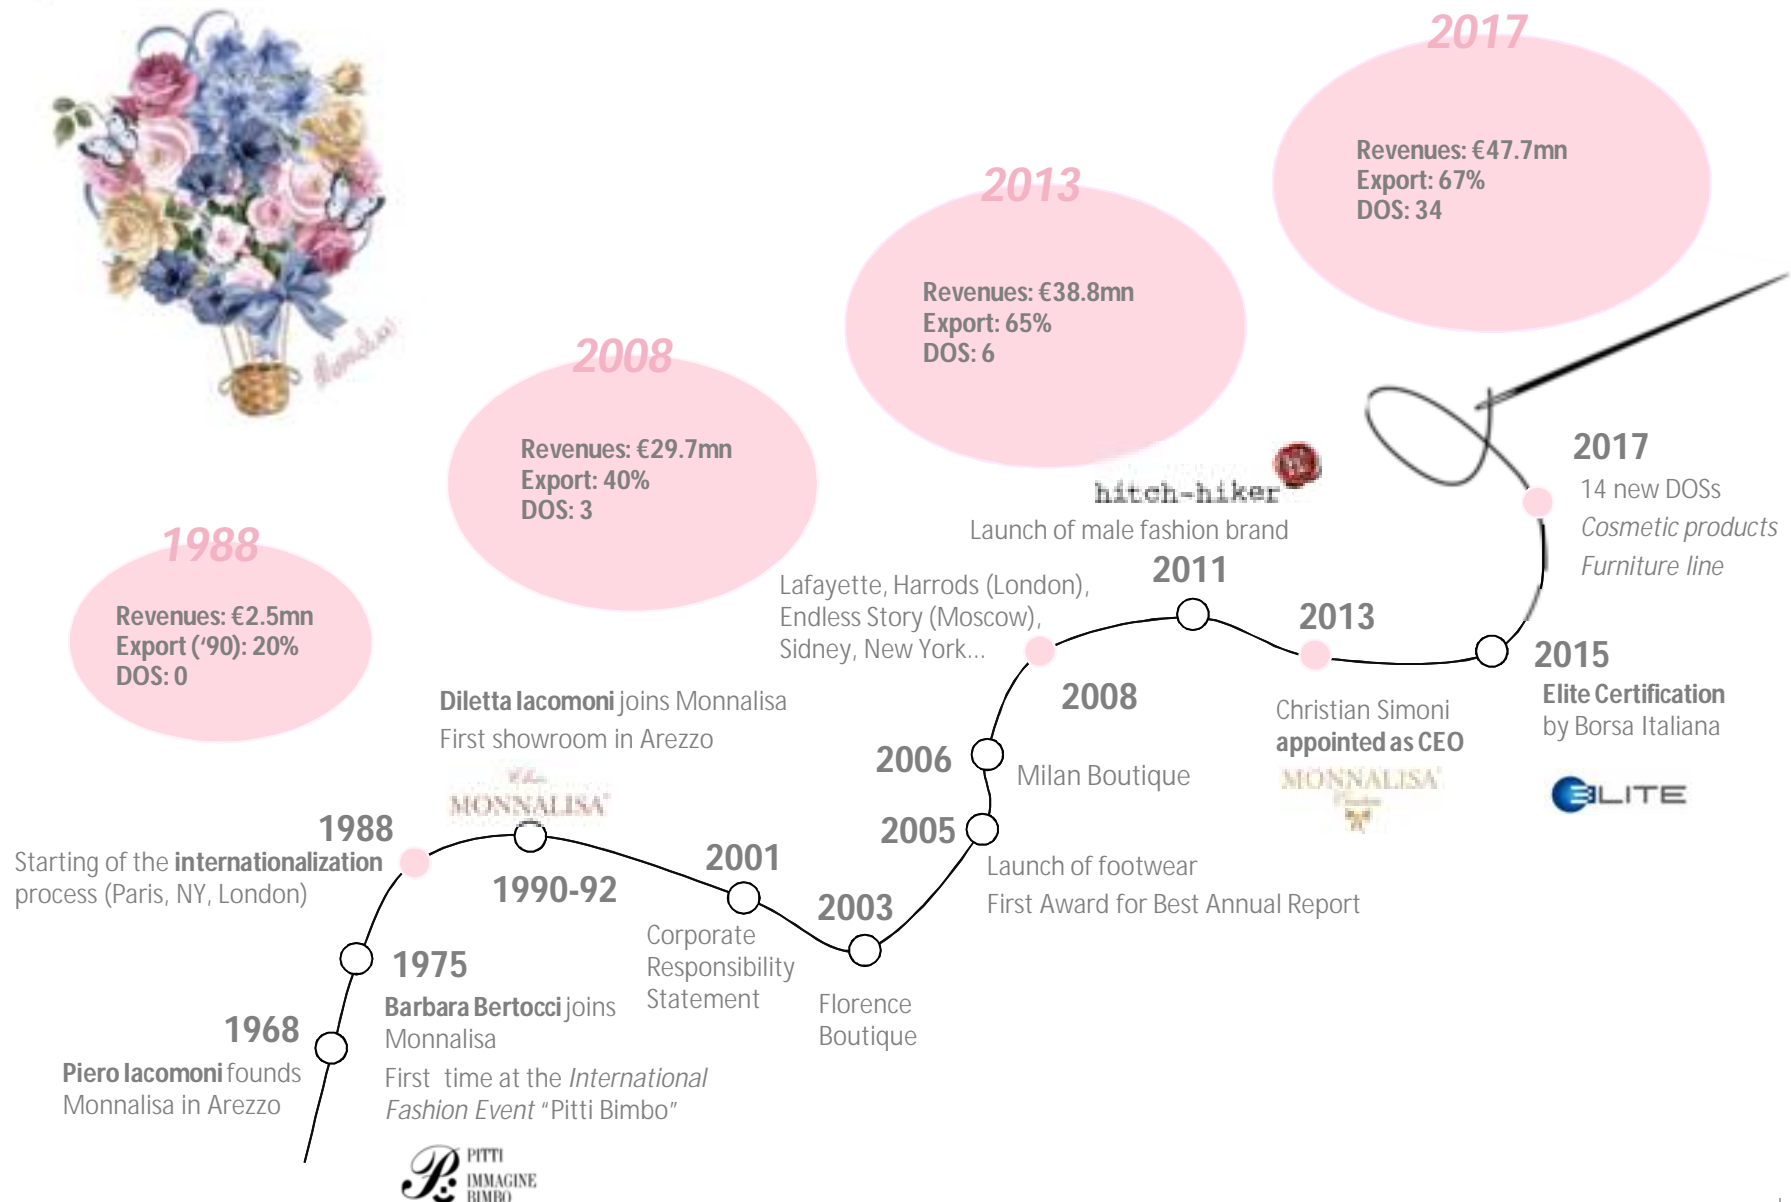 2017
Revenues: €47.7mn
Export: 67%
DOS: 34
2013
Revenues: €38.8mn
Export: 65%
DOS: 6
2008
Revenues: €29.7mn
Export: 40%
DOS: 3
1988
Revenues: €2.5mn
Export (‘90): 20%
DOS: 0
1968
Piero Iacomoni founds
Monnalisa in Arezzo
1975
Barbara Bertocci joins
Monnalisa
First time at the International
Fashion Event “Pitti Bimbo”
PITTI
IMMAGINE
BIMBO
1988
Starting of the internationalization
process (Paris, NY, London)
Diletta Iacomoni joins Monnalisa
First showroom in Arezzo
MONNALISA®
1990-92
2001
Corporate
Responsibility
Statement
2003
Florence
Boutique
2005
Launch of footwear
First Award for Best Annual Report
2006
Milan Boutique
Lafayette, Harrods (London),
Endless Story (Moscow),
Sidney, New York...
2008
hitch-hiker
Launch of male fashion brand
2011
2013
Christian Simoni
appointed as CEO
MONNALISA®
2015
Elite Certification
by Borsa Italiana
ELITE
2017
14 new DOSs
Cosmetic products
Furniture line